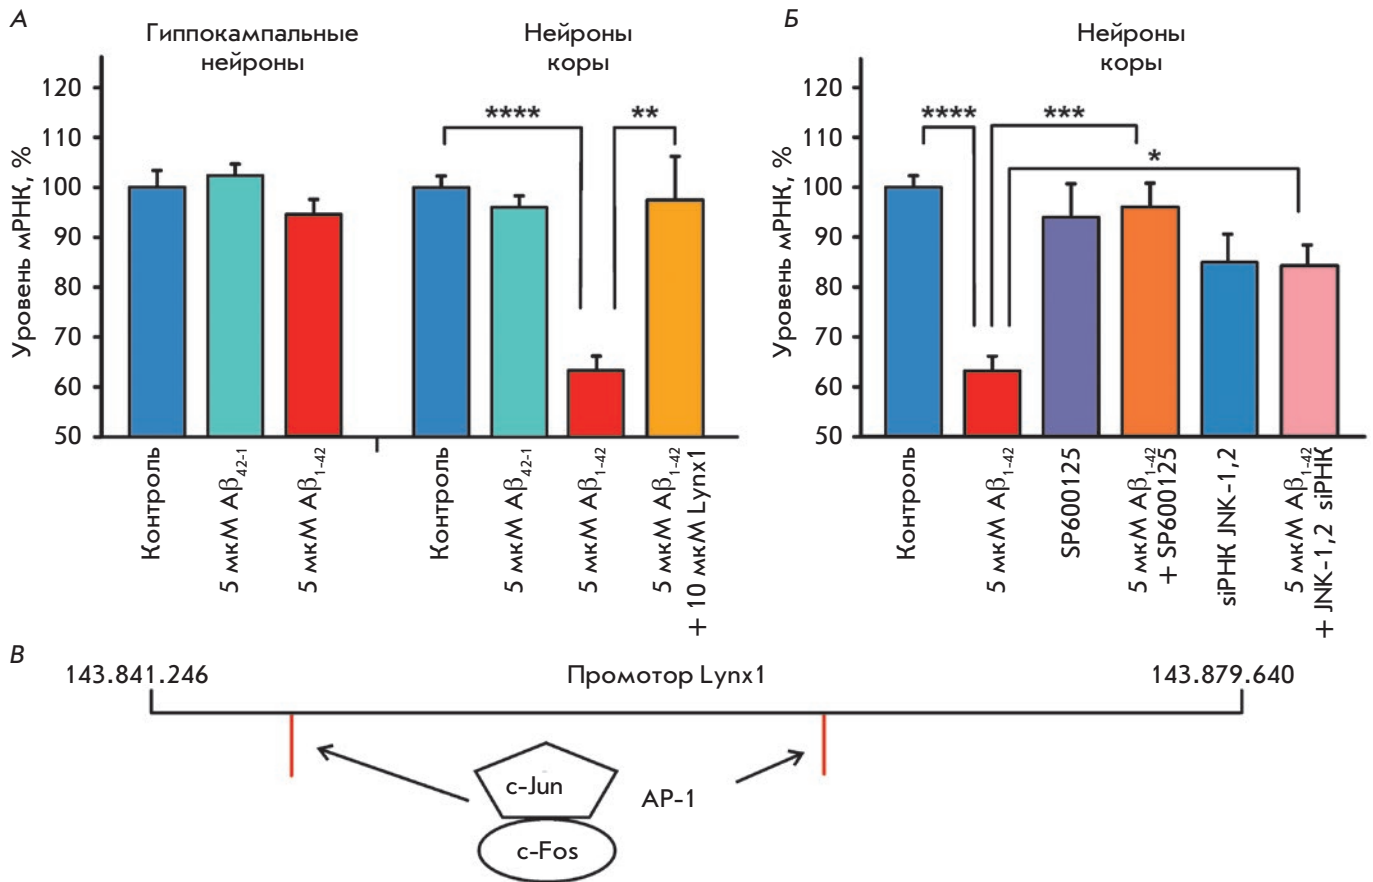 А
Гиппокампальные
нейроны
Нейроны
коры
Уровень мРНК, %
120
110
100
90
80
70
60
50
****
**
Контроль
5 мкМ Aβ42-1
5 мкМ Aβ1-42
Контроль
5 мкМ Aβ42-1
5 мкМ Aβ1-42
5 мкМ Aβ1-42
+ 10 мкМ Lynx1
Б
Нейроны
коры
Уровень мРНК, %
120
110
100
90
80
70
60
50
****
***
*
Контроль
5 мкМ Aβ1-42
SP600125
5 мкМ Aβ1-42
+ SP600125
siРНК JNK-1,2
5 мкМ Aβ1-42
+ JNK-1,2 siРНК
В
143.841.246
Промотор Lynx1
143.879.640
c-Jun
AP-1
c-Fos